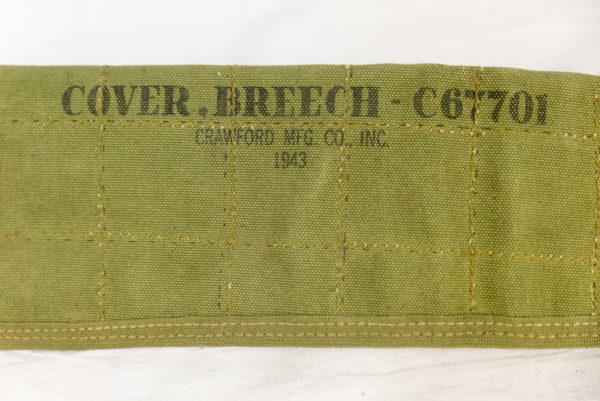 COVER, BREECH - C67701
CRAWFORD MFG. CO., INC.
1943